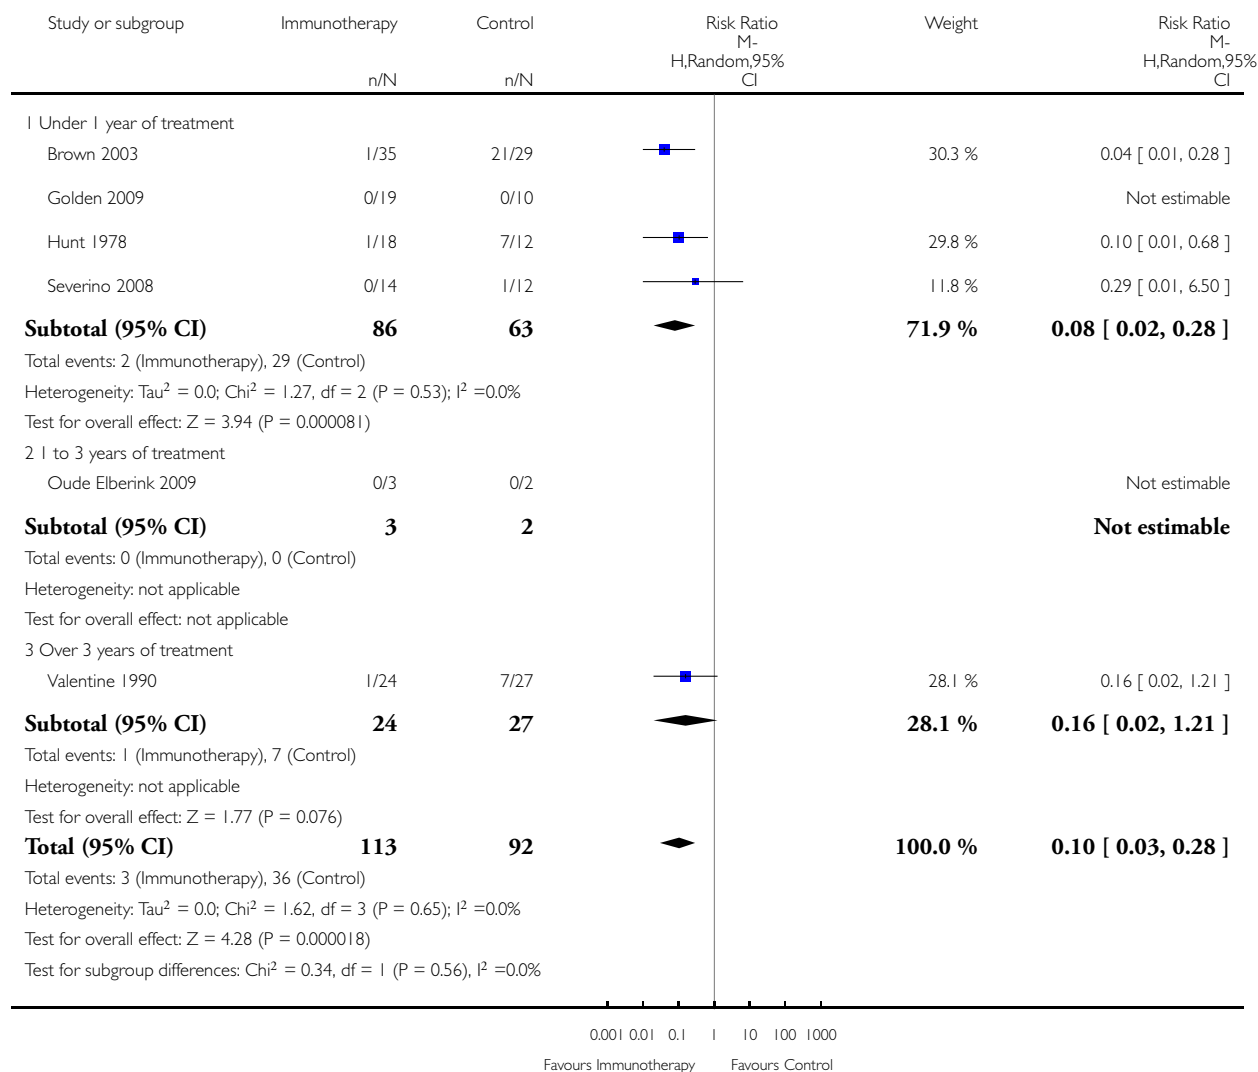 Study or subgroup Immunotherapy Control Risk Ratio Weight Risk Ratio
M- M-
H,Random,95% H,Random,95%
n/N n/N CI CI
1 Under 1 year of treatment
Brown 2003 1/35 21/29 30.3 % 0.04 [ 0.01, 0.28 ]
Golden 2009 0/19 0/10 Not estimable
Hunt 1978 1/18 7/12 29.8 % 0.10 [ 0.01, 0.68 ]
Severino 2008 0/14 1/12 11.8 % 0.29 [ 0.01, 6.50 ]
Subtotal (95% CI) 86 63 71.9 % 0.08 [ 0.02, 0.28 ]
Total events: 2 (Immunotherapy), 29 (Control)
Heterogeneity: Tau² = 0.0; Chi² = 1.27, df = 2 (P = 0.53); I² =0.0%
Test for overall effect: Z = 3.94 (P = 0.000081)
2 1 to 3 years of treatment
Oude Elberink 2009 0/3 0/2 Not estimable
Subtotal (95% CI) 3 2 Not estimable
Total events: 0 (Immunotherapy), 0 (Control)
Heterogeneity: not applicable
Test for overall effect: not applicable
3 Over 3 years of treatment
Valentine 1990 1/24 7/27 28.1 % 0.16 [ 0.02, 1.21 ]
Subtotal (95% CI) 24 27 28.1 % 0.16 [ 0.02, 1.21 ]
Total events: 1 (Immunotherapy), 7 (Control)
Heterogeneity: not applicable
Test for overall effect: Z = 1.77 (P = 0.076)
Total (95% CI) 113 92 100.0 % 0.10 [ 0.03, 0.28 ]
Total events: 3 (Immunotherapy), 36 (Control)
Heterogeneity: Tau² = 0.0; Chi² = 1.62, df = 3 (P = 0.65); I² =0.0%
Test for overall effect: Z = 4.28 (P = 0.000018)
Test for subgroup differences: Chi² = 0.34, df = 1 (P = 0.56), I² =0.0%
0.001 0.01 0.1 1 10 100 1000
Favours Immunotherapy Favours Control